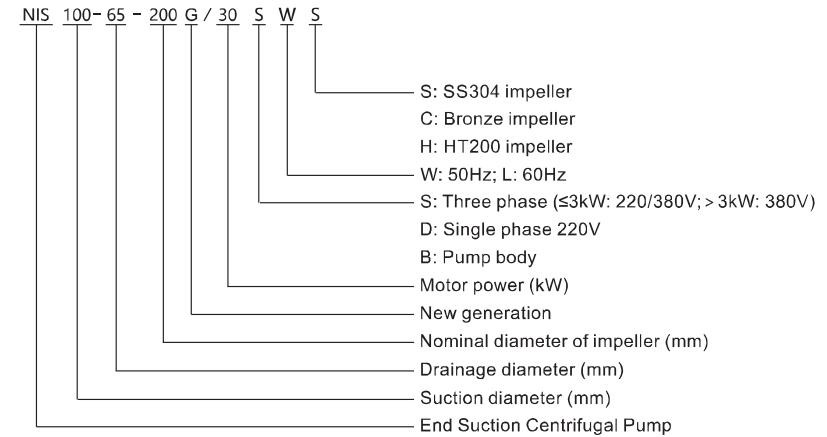 NIS 100-65-200 G/30 S W S
S: SS304 impeller
C: Bronze impeller
H: HT200 impeller
W: 50Hz; L: 60Hz
S: Three phase (≤3kW: 220/380V; > 3kW: 380V)
D: Single phase 220V
B: Pump body
Motor power (kW)
New generation
Nominal diameter of impeller (mm)
Drainage diameter (mm)
Suction diameter (mm)
End Suction Centrifugal Pump